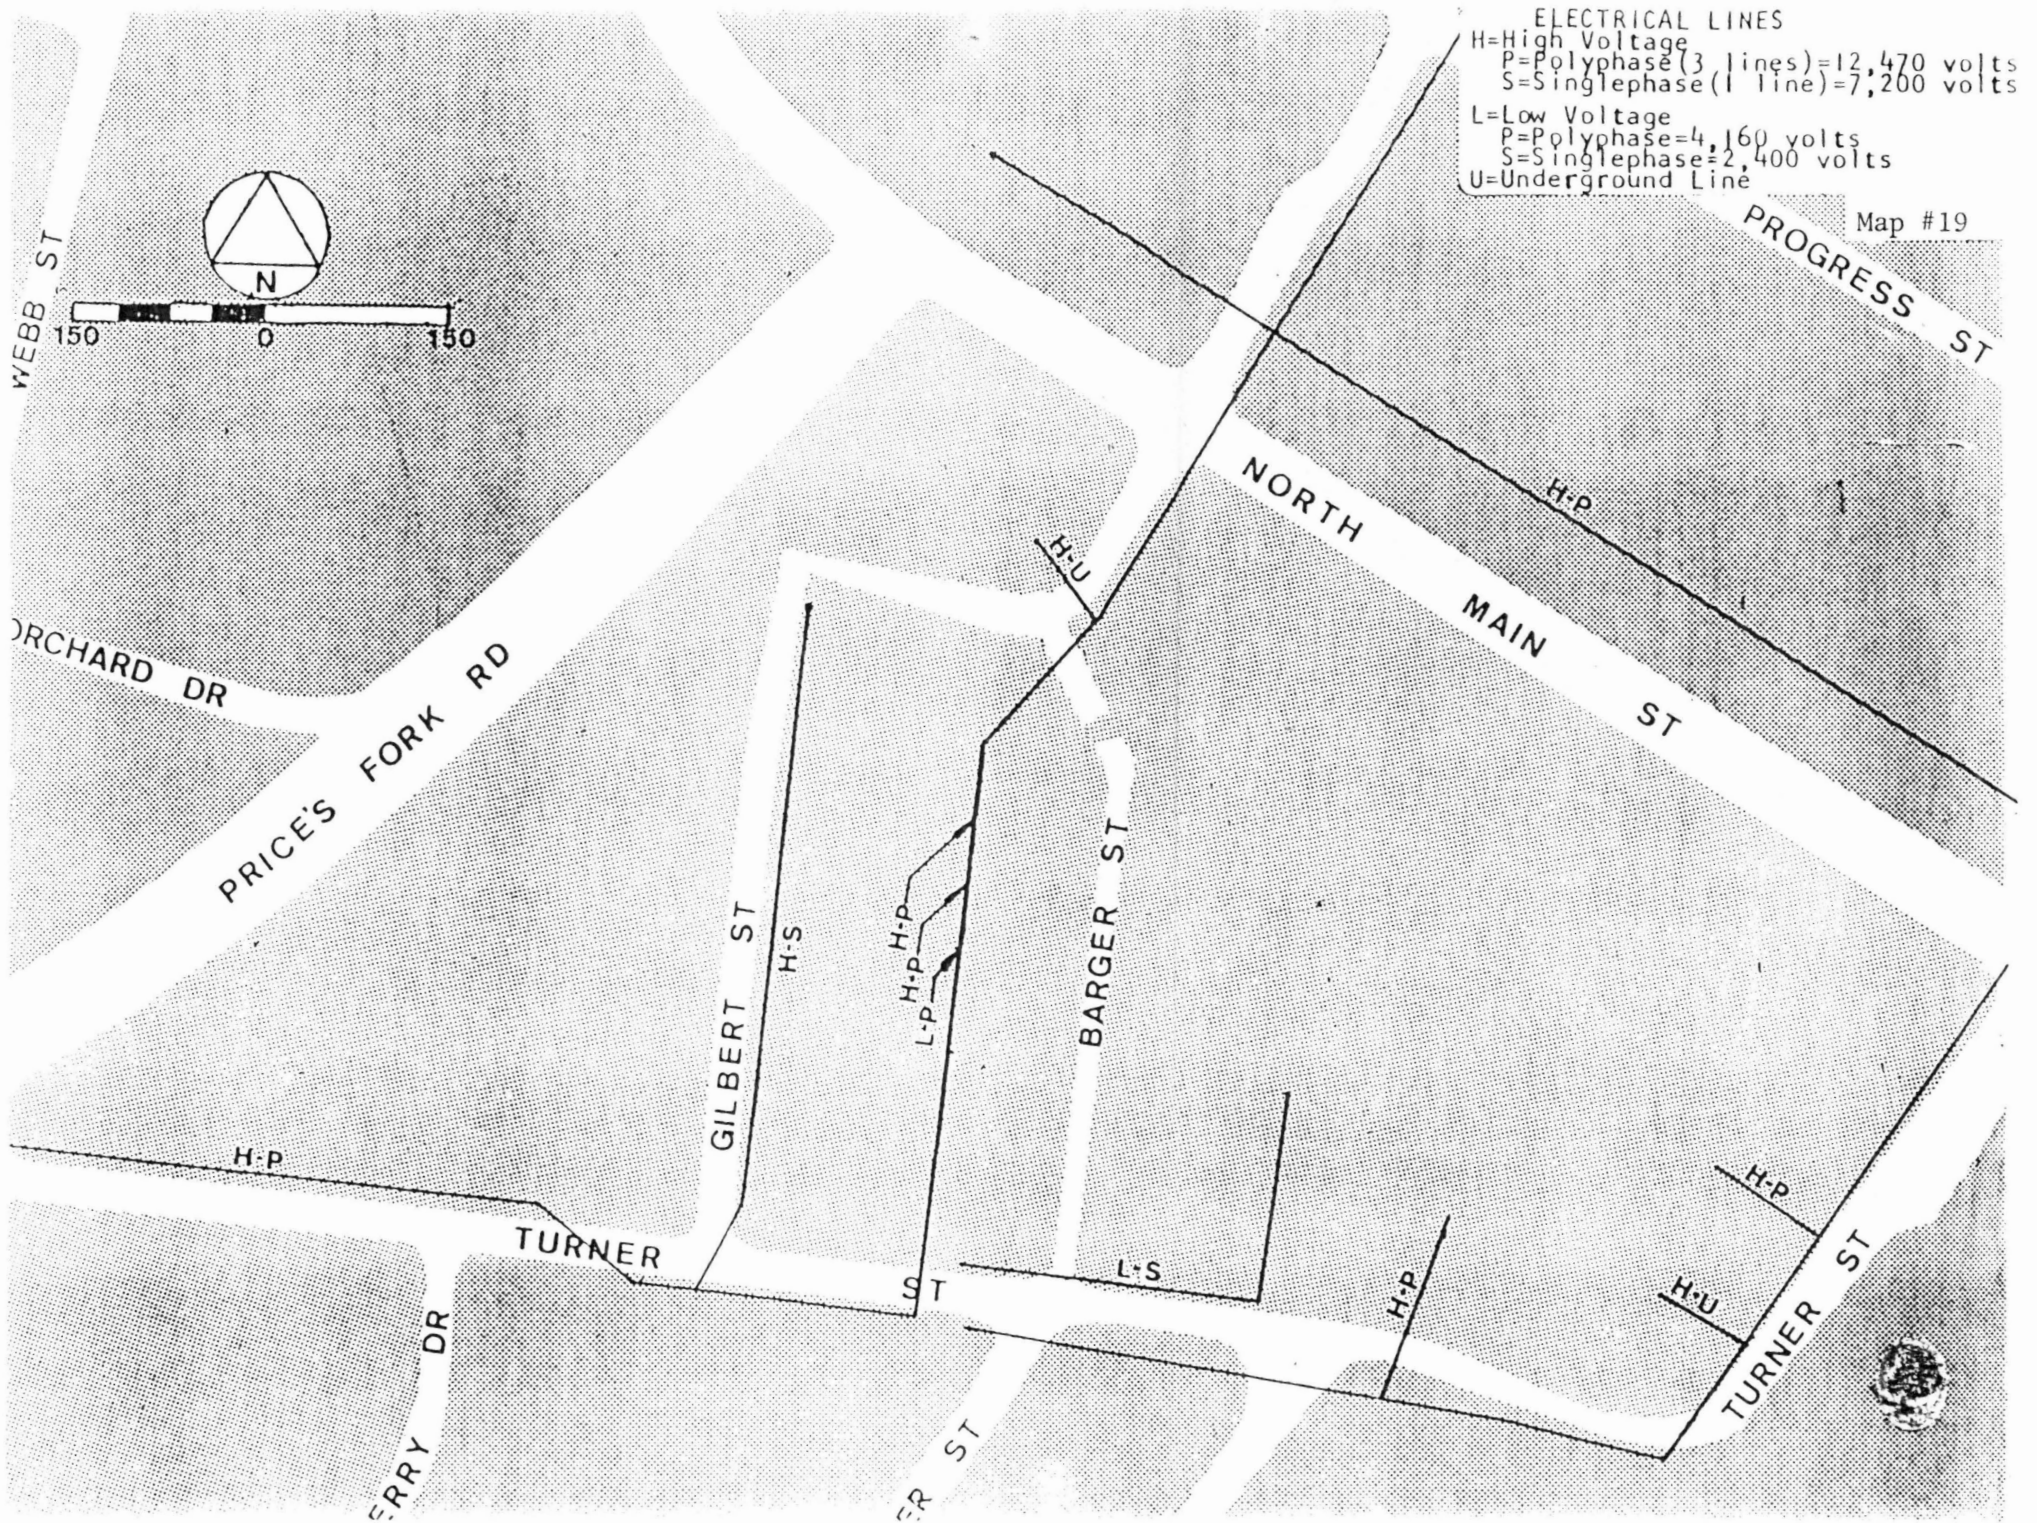 ELECTRICAL LINES
H=High Voltage
P=Polyphase(3 lines)=12,470 volts
S=Singlephase(1 line)=7,200 volts
L=Low Voltage
P=Polyphase=4,160 volts
S=Singlephase=2,400 volts
U=Underground Line
Map #19
PROGRESS ST
WEBB ST
N
150 0 150
NORTH MAIN ST
H-P
H-U
ORCHARD DR
PRICE'S FORK RD
GILBERT ST
H-S
H-P
H-P
L-P
BARGER ST
H-P
TURNER ST
L-S
H-P
H-P
H-U
TURNER ST
ERRY DR
ER ST